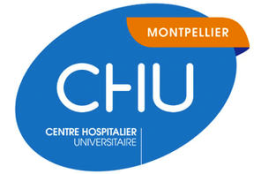 MONTPELLIER
CHU
CENTRE HOSPITALIER
UNIVERSITAIRE